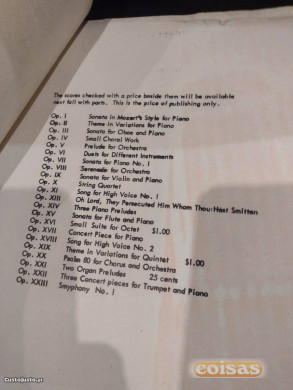 The scores checked with a price beside them will be available
next fall with parts. This is the price of publishing only.
Op. I Sonata in Mozart's Style for Piano
Op. II Theme in Variations for Piano
Op. III Sonata for Oboe and Piano
Op. IV Small Choral Work
Op. V Prelude for Orchestra
Op. VI Duets for Different Instruments
Op. VII Sonata for Piano No. I
Op. VIII Serenade for Orchestra
Op. IX Sonata for Violin and Piano
Op. X String Quartet
Op. XI Song for High Voice No. I
Op. XIII Oh Lord, They Persecuted Him Whom Thou Hast Smitten
Op. XIV Three Piano Preludes
Op. XV Sonata for Flute and Piano
Op. XVI Small Suite for Octet $1.00
Op. XVII Concert Piece for Piano
Op. XVIII Song for High Voice No. 2
Op. XIX Theme in Variations for Quintet $1.00
Op. XX Psalm 80 for Chorus and Orchestra
Op. XXI Two Organ Preludes 25 cents
Op. XXII Three Concert pieces for Trumpet and Piano
Op. XXIII Smyphony No. I
coisas
CustoJusto.pt